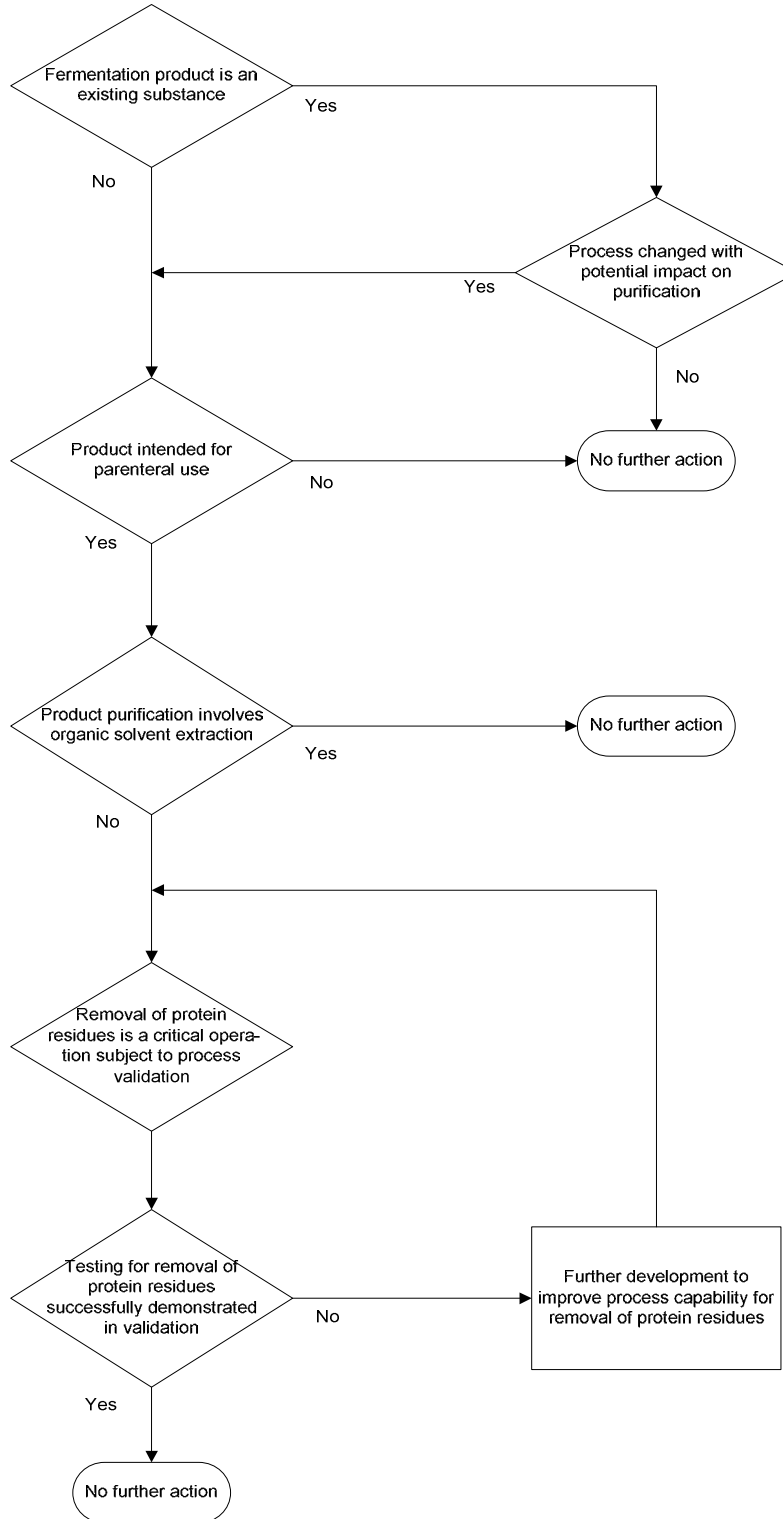 Fermentation product is an
existing substance
Yes
No
Process changed with
potential impact on
purification
Yes
No
Product intended for
parenteral use
No further action
No
Yes
Product purification involves
organic solvent extraction
No further action
Yes
No
Removal of protein
residues is a critical opera-
tion subject to process
validation
Testing for removal of
protein residues
successfully demonstrated
in validation
Further development to
improve process capability for
removal of protein residues
No
Yes
No further action